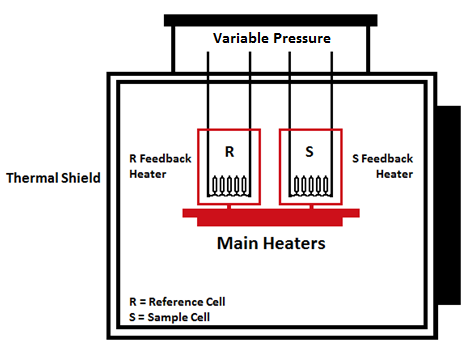 Variable Pressure
R
S
R Feedback
Heater
S Feedback
Heater
Thermal Shield
Main Heaters
R = Reference Cell
S = Sample Cell